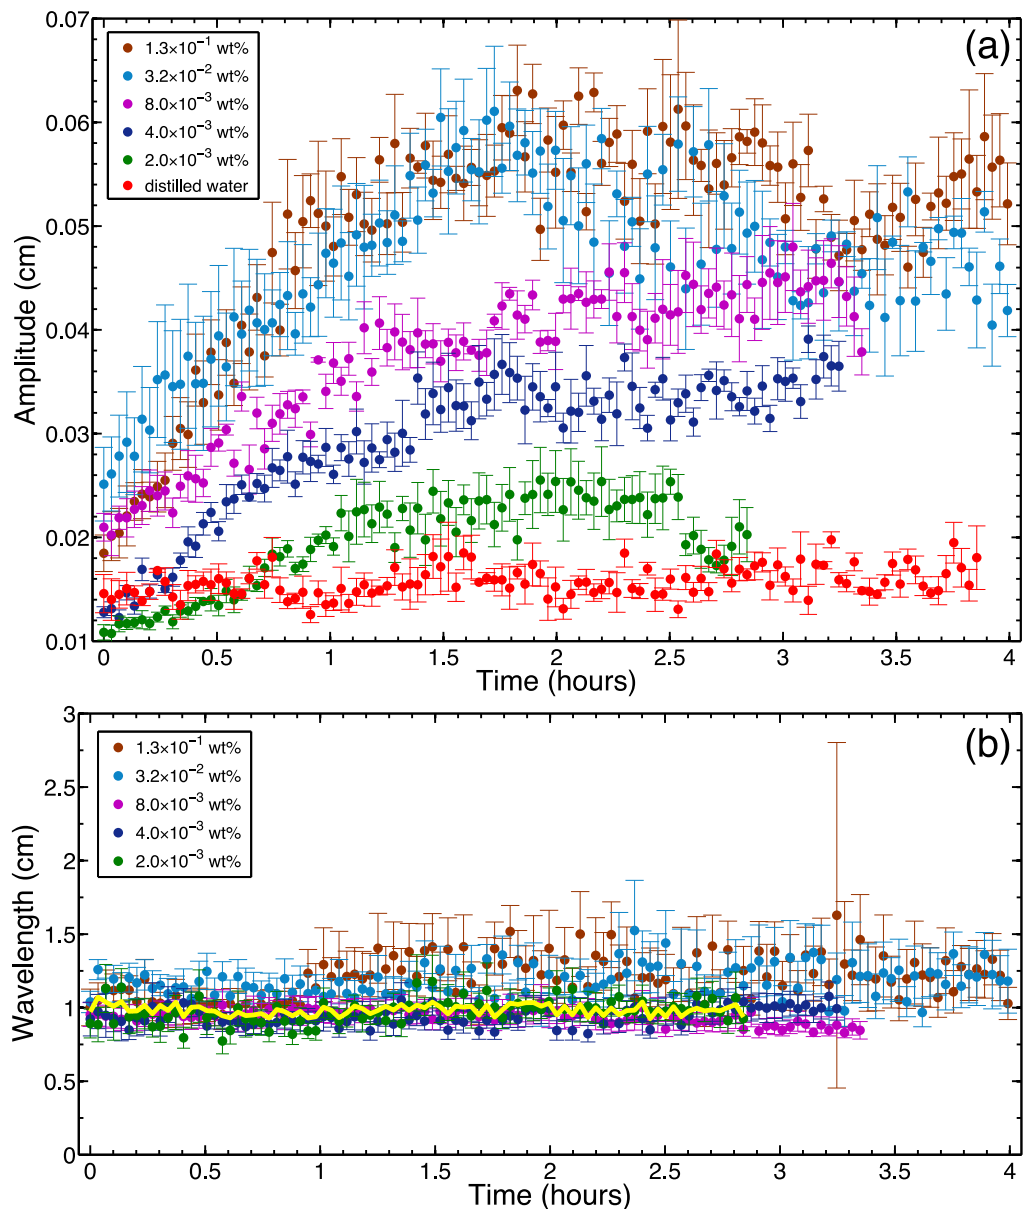 0.07
(a)
1.3×10⁻¹ wt%
3.2×10⁻² wt%
8.0×10⁻³ wt%
4.0×10⁻³ wt%
2.0×10⁻³ wt%
distilled water
0.06
0.05
0.04
0.03
0.02
0.01
Amplitude (cm)
0 0.5 1 1.5 2 2.5 3 3.5 4
Time (hours)
3
(b)
1.3×10⁻¹ wt%
3.2×10⁻² wt%
8.0×10⁻³ wt%
4.0×10⁻³ wt%
2.0×10⁻³ wt%
2.5
2
1.5
1
0.5
0
Wavelength (cm)
0 0.5 1 1.5 2 2.5 3 3.5 4
Time (hours)